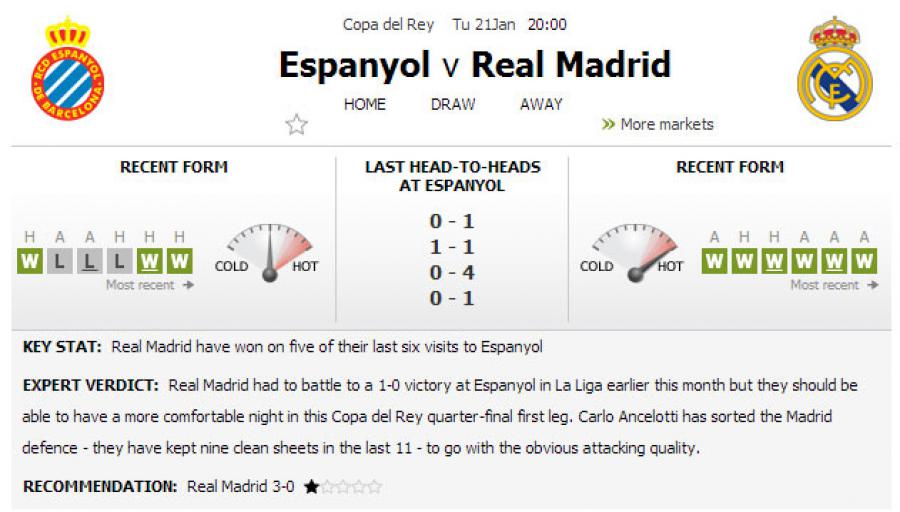 Copa del Rey Tu 21Jan 20:00
Espanyol v Real Madrid
HOME DRAW AWAY
» More markets
RCD ESPANYOL
DE BARCELONA
RECENT FORM
H A A H H H
W L L L W W
Most recent →
COLD HOT
LAST HEAD-TO-HEADS
AT ESPANYOL
0 - 1
1 - 1
0 - 4
0 - 1
RECENT FORM
COLD HOT
A H H A A A
W W W W W W
Most recent →
KEY STAT: Real Madrid have won on five of their last six visits to Espanyol
EXPERT VERDICT: Real Madrid had to battle to a 1-0 victory at Espanyol in La Liga earlier this month but they should be
able to have a more comfortable night in this Copa del Rey quarter-final first leg. Carlo Ancelotti has sorted the Madrid
defence - they have kept nine clean sheets in the last 11 - to go with the obvious attacking quality.
RECOMMENDATION: Real Madrid 3-0 ★☆☆☆☆